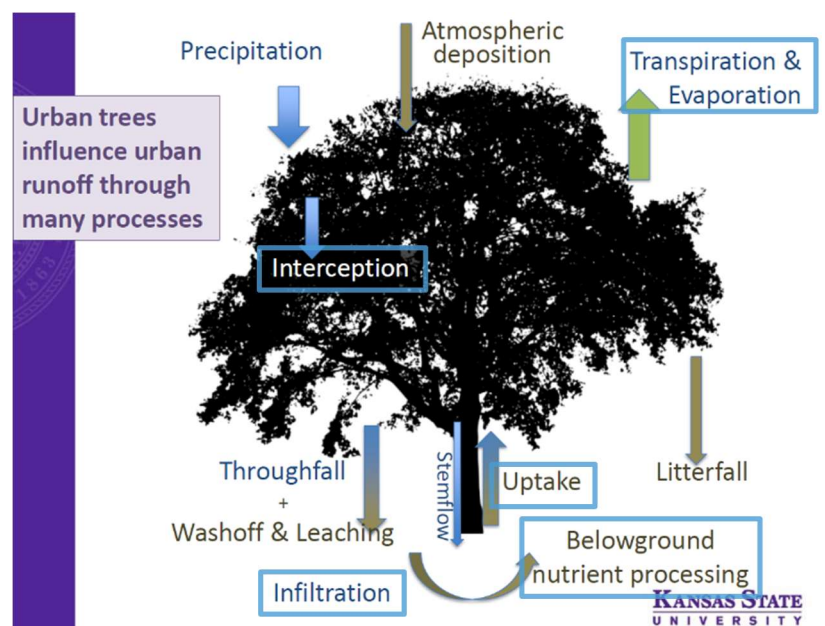 Precipitation
Atmospheric
deposition
Transpiration &
Evaporation
Urban trees
influence urban
runoff through
many processes
Interception
Throughfall
+
Washoff & Leaching
Stemflow
Uptake
Litterfall
Infiltration
Belowground
nutrient processing
1863
KANSAS STATE
UNIVERSITY